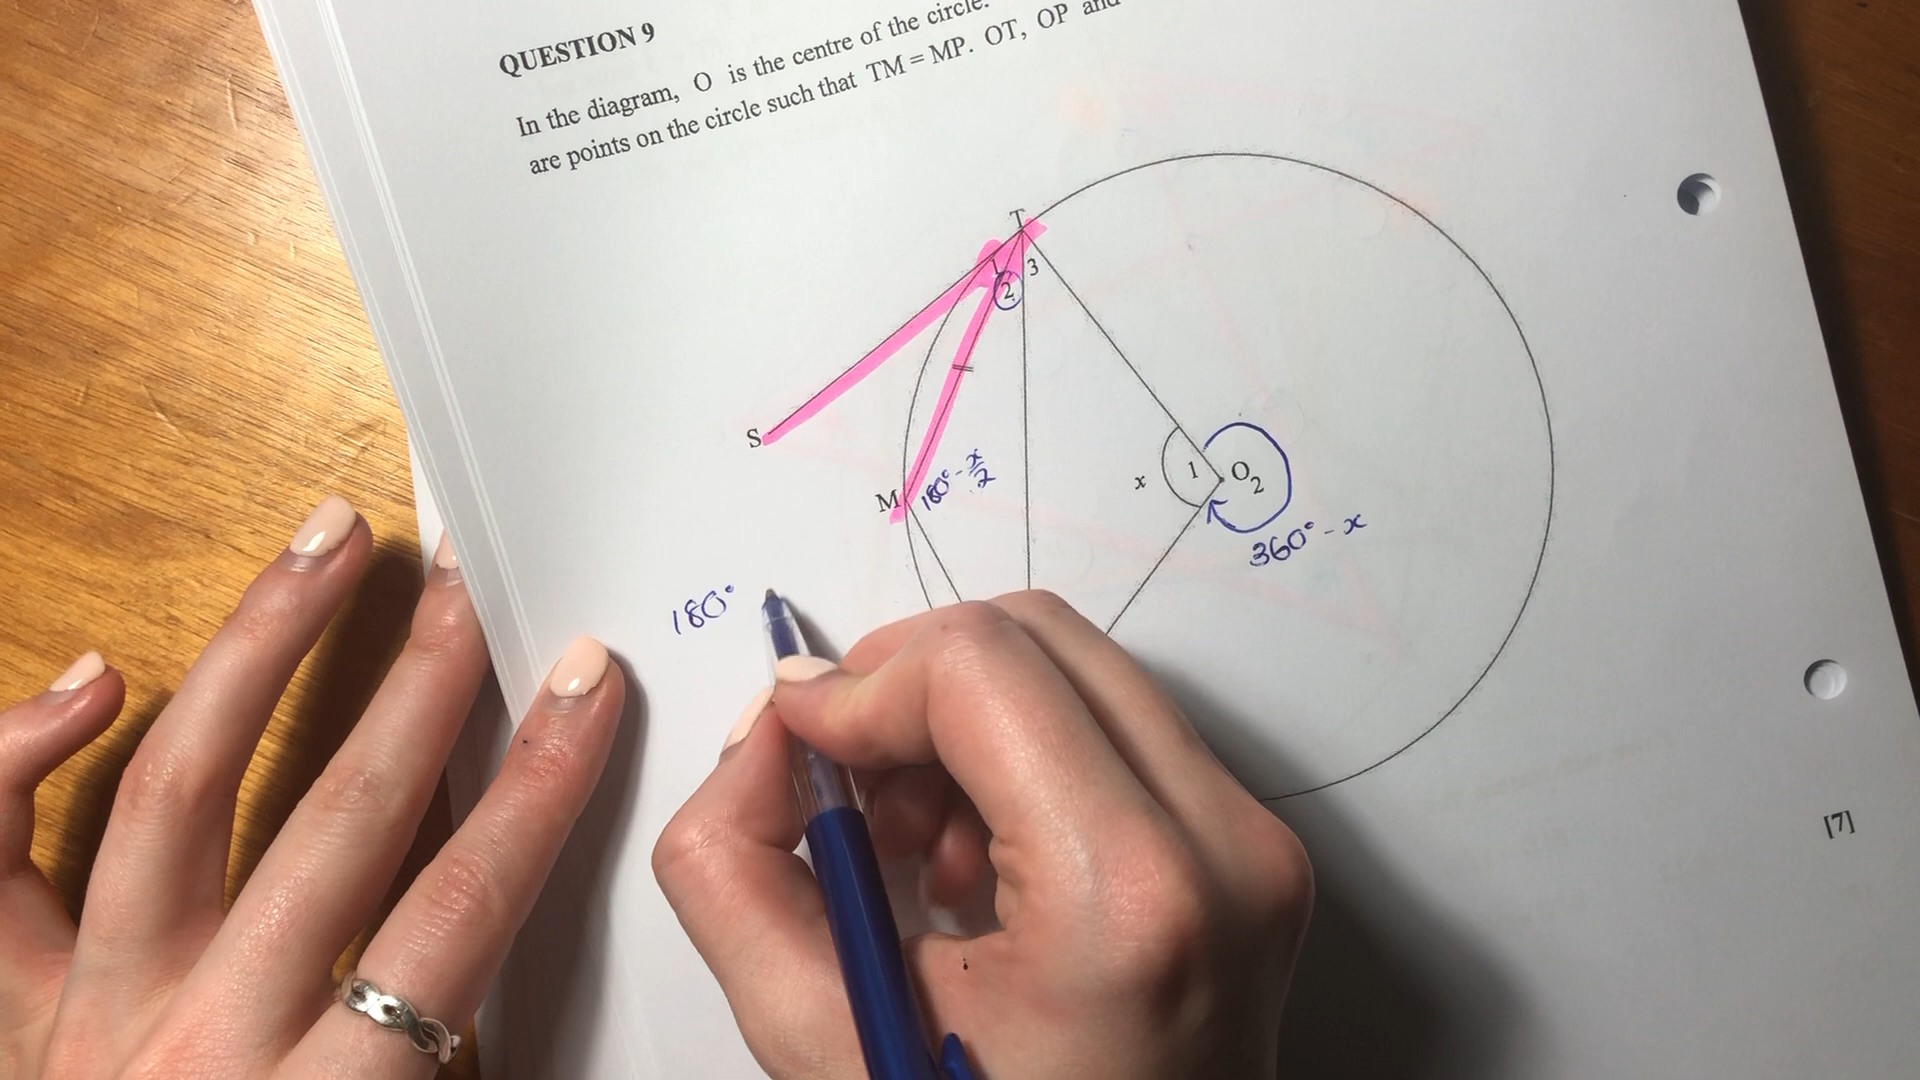 QUESTION 9
In the diagram, O is the centre of the circle.
are points on the circle such that TM = MP. OT, OP and
T
1
2
3
S
M
180° - x/2
x
1
O
2
360° - x
180°
[7]